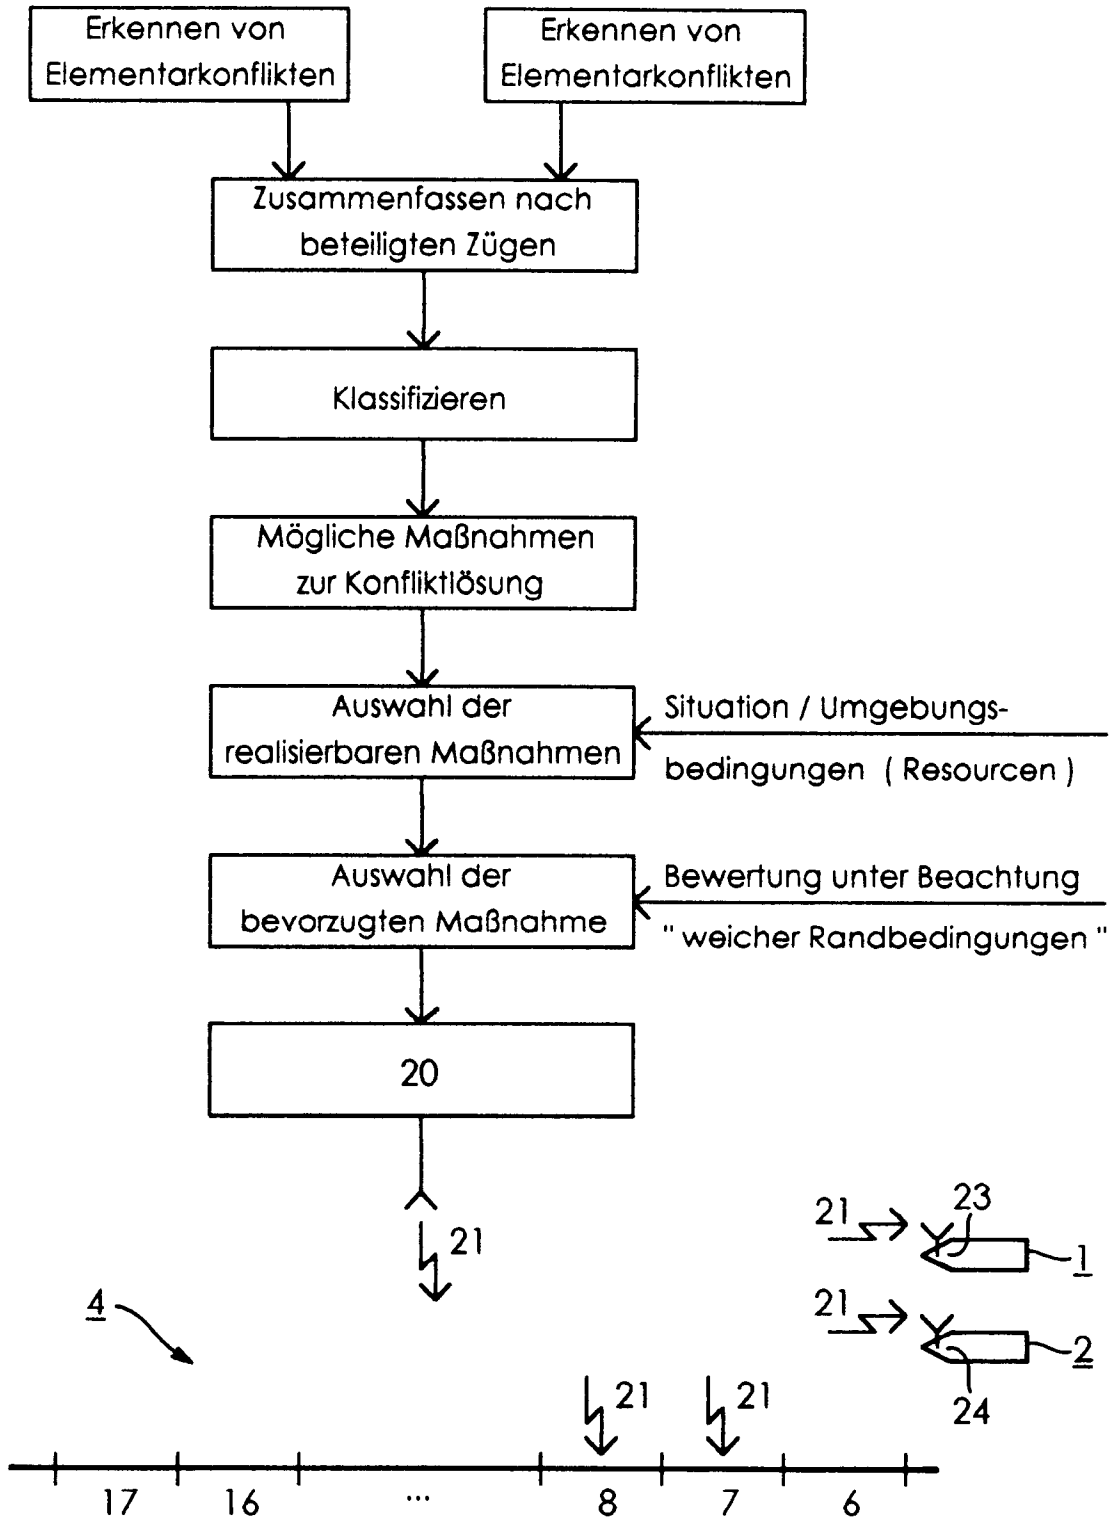 Erkennen von
Elementarkonflikten
Erkennen von
Elementarkonflikten
Zusammenfassen nach
beteiligten Zügen
Klassifizieren
Mögliche Maßnahmen
zur Konfliktlösung
Auswahl der
realisierbaren Maßnahmen
Situation / Umgebungs-
bedingungen ( Resourcen )
Auswahl der
bevorzugten Maßnahme
Bewertung unter Beachtung
" weicher Randbedingungen "
20
21
21
23
1
4
21
2
24
21
21
17
16
...
8
7
6